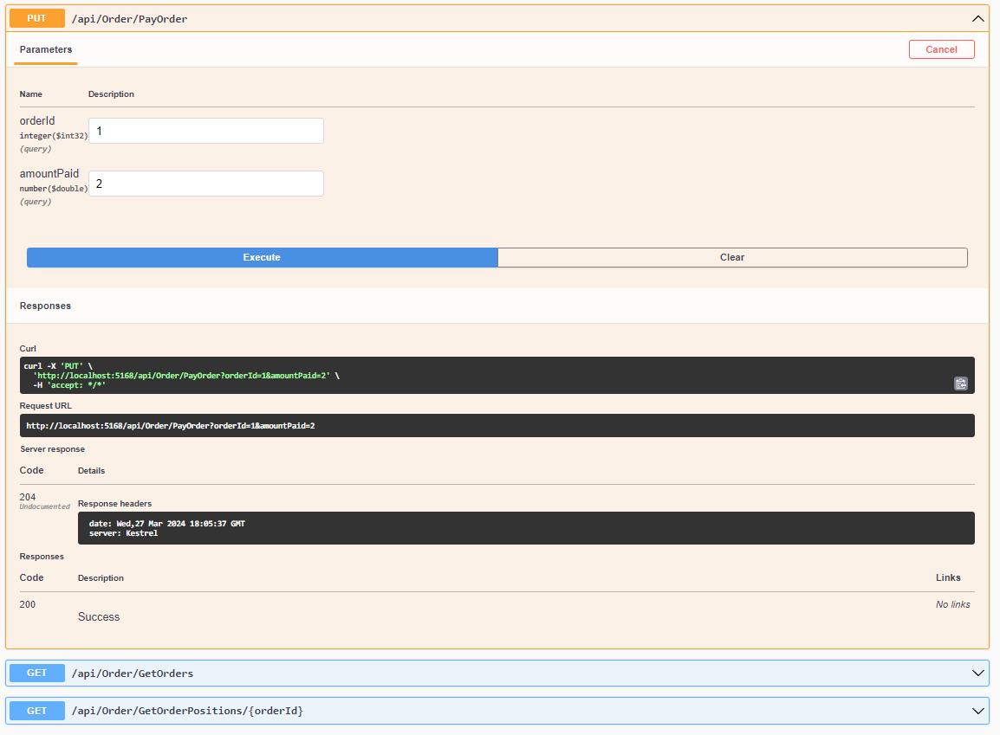 PUT /api/Order/PayOrder
Parameters Cancel
Name Description
orderId
integer($int32)
(query)
1
amountPaid
number($double)
(query)
2
Execute Clear
Responses
Curl
curl -X 'PUT' \
'http://localhost:5168/api/Order/PayOrder?orderId=1&amountPaid=2' \
-H 'accept: */*'
Request URL
http://localhost:5168/api/Order/PayOrder?orderId=1&amountPaid=2
Server response
Code Details
204
Undocumented
Response headers
date: Wed,27 Mar 2024 18:05:37 GMT
server: Kestrel
Responses
Code Description Links
200
Success
No links
GET /api/Order/GetOrders
GET /api/Order/GetOrderPositions/{orderId}